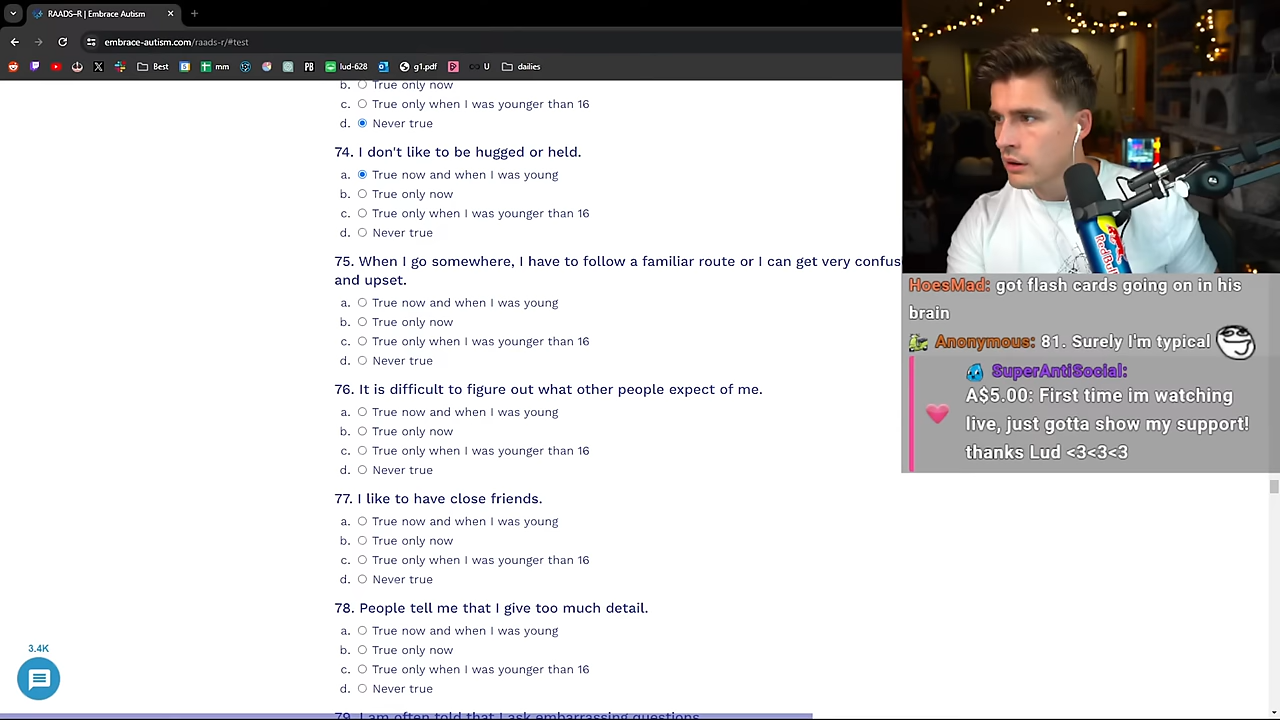 RAADS–R | Embrace Autism
embrace-autism.com/raads-r/#test
Best
mm
PB
lud-628
g1.pdf
U
dailies
b. True only now
c. True only when I was younger than 16
d. Never true
74. I don't like to be hugged or held.
a. True now and when I was young
b. True only now
c. True only when I was younger than 16
d. Never true
75. When I go somewhere, I have to follow a familiar route or I can get very confus
and upset.
a. True now and when I was young
b. True only now
c. True only when I was younger than 16
d. Never true
76. It is difficult to figure out what other people expect of me.
a. True now and when I was young
b. True only now
c. True only when I was younger than 16
d. Never true
77. I like to have close friends.
a. True now and when I was young
b. True only now
c. True only when I was younger than 16
d. Never true
78. People tell me that I give too much detail.
a. True now and when I was young
b. True only now
c. True only when I was younger than 16
d. Never true
79. I am often told that I ask embarrassing questions.
3.4K
Red Bull
HoesMad: got flash cards going on in his
brain
Anonymous: 81. Surely I'm typical
SuperAntiSocial:
A$5.00: First time im watching
live, just gotta show my support!
thanks Lud <3<3<3